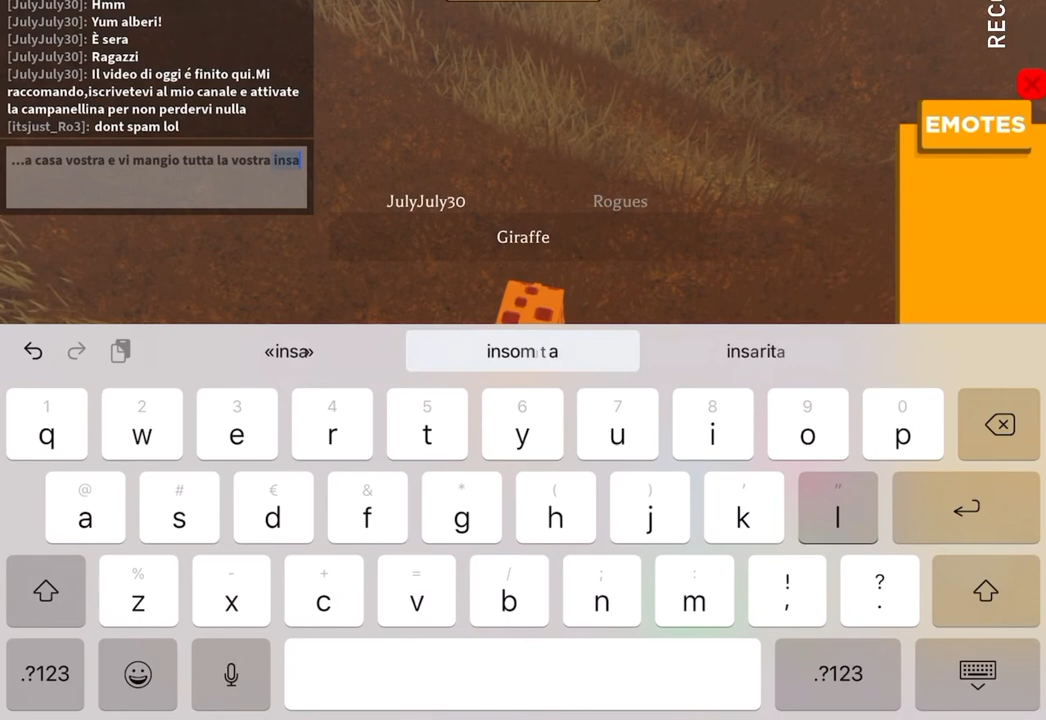 [JulyJuly30]: Hmm
[JulyJuly30]: Yum alberi!
[JulyJuly30]: È sera
[JulyJuly30]: Ragazzi
[JulyJuly30]: Il video di oggi é finito qui.Mi
raccomando,iscrivetevi al mio canale e attivate
la campanellina per non perdervi nulla
[itsjust_Ro3]: dont spam lol
...a casa vostra e vi mangio tutta la vostra insa
RECO
EMOTES
JulyJuly30 Rogues
Giraffe
«insa» insarita
1 2 3 4 5 6 7 8 9 0
q w e r t y u i o p
@ # € & * ( ) ' "
a s d f g h j k l
% - + = / ; : ! ?
z x c v b n m , .
.?123 .?123